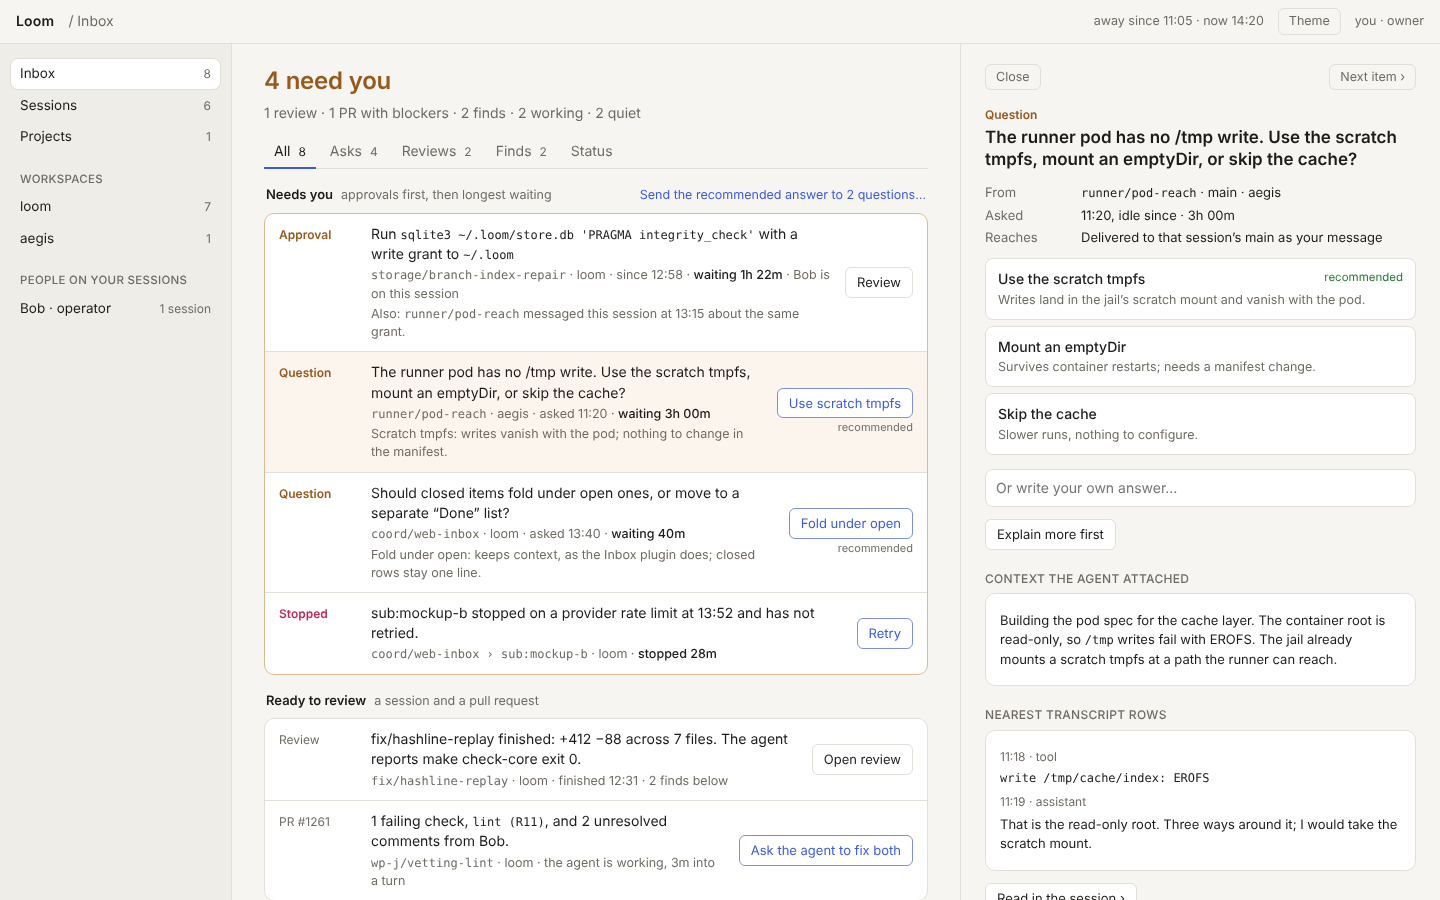 Loom / Inbox
away since 11:05 · now 14:20 Theme you · owner
Inbox 8
Sessions 6
Projects 1
WORKSPACES
loom 7
aegis 1
PEOPLE ON YOUR SESSIONS
Bob · operator 1 session
4 need you
1 review · 1 PR with blockers · 2 finds · 2 working · 2 quiet
All 8 Asks 4 Reviews 2 Finds 2 Status
Needs you approvals first, then longest waiting Send the recommended answer to 2 questions…
Approval
Run sqlite3 ~/.loom/store.db 'PRAGMA integrity_check' with a
write grant to ~/.loom
storage/branch-index-repair · loom · since 12:58 · waiting 1h 22m · Bob is
on this session
Also: runner/pod-reach messaged this session at 13:15 about the same
grant.
Review
Question
The runner pod has no /tmp write. Use the scratch tmpfs,
mount an emptyDir, or skip the cache?
runner/pod-reach · aegis · asked 11:20 · waiting 3h 00m
Scratch tmpfs: writes vanish with the pod; nothing to change in
the manifest.
Use scratch tmpfs
recommended
Question
Should closed items fold under open ones, or move to a
separate “Done” list?
coord/web-inbox · loom · asked 13:40 · waiting 40m
Fold under open: keeps context, as the Inbox plugin does; closed
rows stay one line.
Fold under open
recommended
Stopped
sub:mockup-b stopped on a provider rate limit at 13:52 and has not
retried.
coord/web-inbox › sub:mockup-b · loom · stopped 28m
Retry
Ready to review a session and a pull request
Review
fix/hashline-replay finished: +412 −88 across 7 files. The agent
reports make check-core exit 0.
fix/hashline-replay · loom · finished 12:31 · 2 finds below
Open review
PR #1261
1 failing check, lint (R11), and 2 unresolved
comments from Bob.
wp-j/vetting-lint · loom · the agent is working, 3m into
a turn
Ask the agent to fix both
Close Next item ›
Question
The runner pod has no /tmp write. Use the scratch
tmpfs, mount an emptyDir, or skip the cache?
From runner/pod-reach · main · aegis
Asked 11:20, idle since · 3h 00m
Reaches Delivered to that session’s main as your message
Use the scratch tmpfs recommended
Writes land in the jail’s scratch mount and vanish with the pod.
Mount an emptyDir
Survives container restarts; needs a manifest change.
Skip the cache
Slower runs, nothing to configure.
Or write your own answer…
Explain more first
CONTEXT THE AGENT ATTACHED
Building the pod spec for the cache layer. The container root is
read-only, so /tmp writes fail with EROFS. The jail already
mounts a scratch tmpfs at a path the runner can reach.
NEAREST TRANSCRIPT ROWS
11:18 · tool
write /tmp/cache/index: EROFS
11:19 · assistant
That is the read-only root. Three ways around it; I would take the
scratch mount.
Read in the session ›